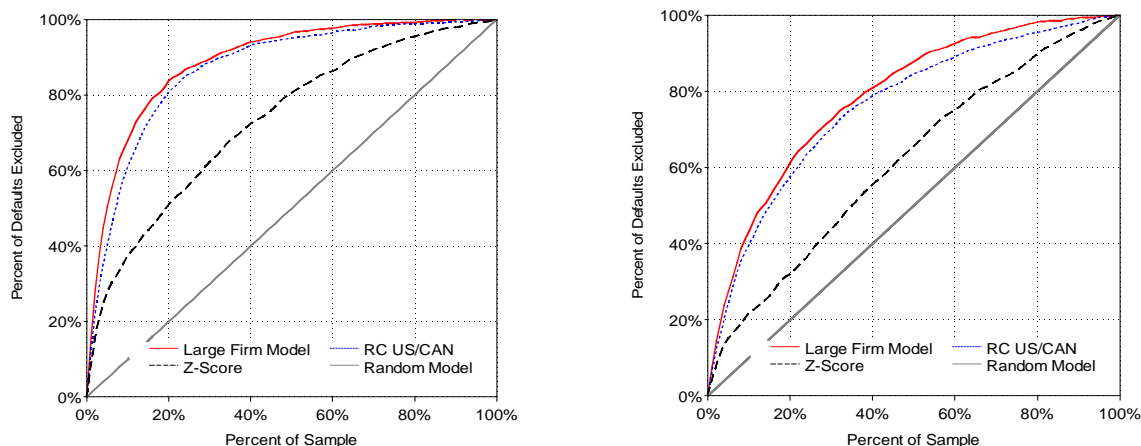 100%
80%
60%
40%
20%
0%
Percent of Defaults Excluded
Large Firm Model
RC US/CAN
Z-Score
Random Model
0%
20%
40%
60%
80%
100%
Percent of Sample
100%
80%
60%
40%
20%
0%
Percent of Defaults Excluded
Large Firm Model
RC US/CAN
Z-Score
Random Model
0%
20%
40%
60%
80%
100%
Percent of Sample